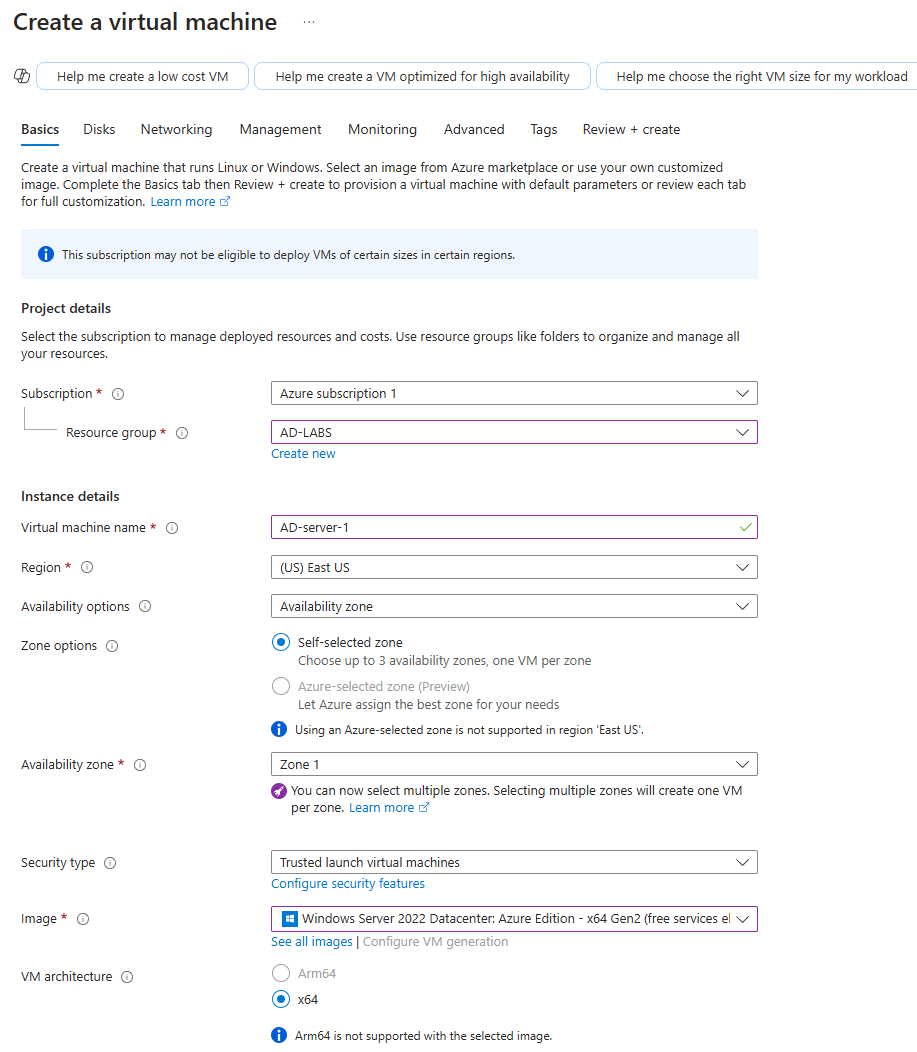 Create a virtual machine ...
Help me create a low cost VM
Help me create a VM optimized for high availability
Help me choose the right VM size for my workload
Basics Disks Networking Management Monitoring Advanced Tags Review + create
Create a virtual machine that runs Linux or Windows. Select an image from Azure marketplace or use your own customized
image. Complete the Basics tab then Review + create to provision a virtual machine with default parameters or review each tab
for full customization. Learn more
This subscription may not be eligible to deploy VMs of certain sizes in certain regions.
Project details
Select the subscription to manage deployed resources and costs. Use resource groups like folders to organize and manage all
your resources.
Subscription * Azure subscription 1
Resource group * AD-LABS
Create new
Instance details
Virtual machine name * AD-server-1
Region * (US) East US
Availability options Availability zone
Zone options Self-selected zone
Choose up to 3 availability zones, one VM per zone
Azure-selected zone (Preview)
Let Azure assign the best zone for your needs
Using an Azure-selected zone is not supported in region 'East US'.
Availability zone * Zone 1
You can now select multiple zones. Selecting multiple zones will create one VM
per zone. Learn more
Security type Trusted launch virtual machines
Configure security features
Image * Windows Server 2022 Datacenter: Azure Edition - x64 Gen2 (free services el
See all images | Configure VM generation
VM architecture Arm64
x64
Arm64 is not supported with the selected image.